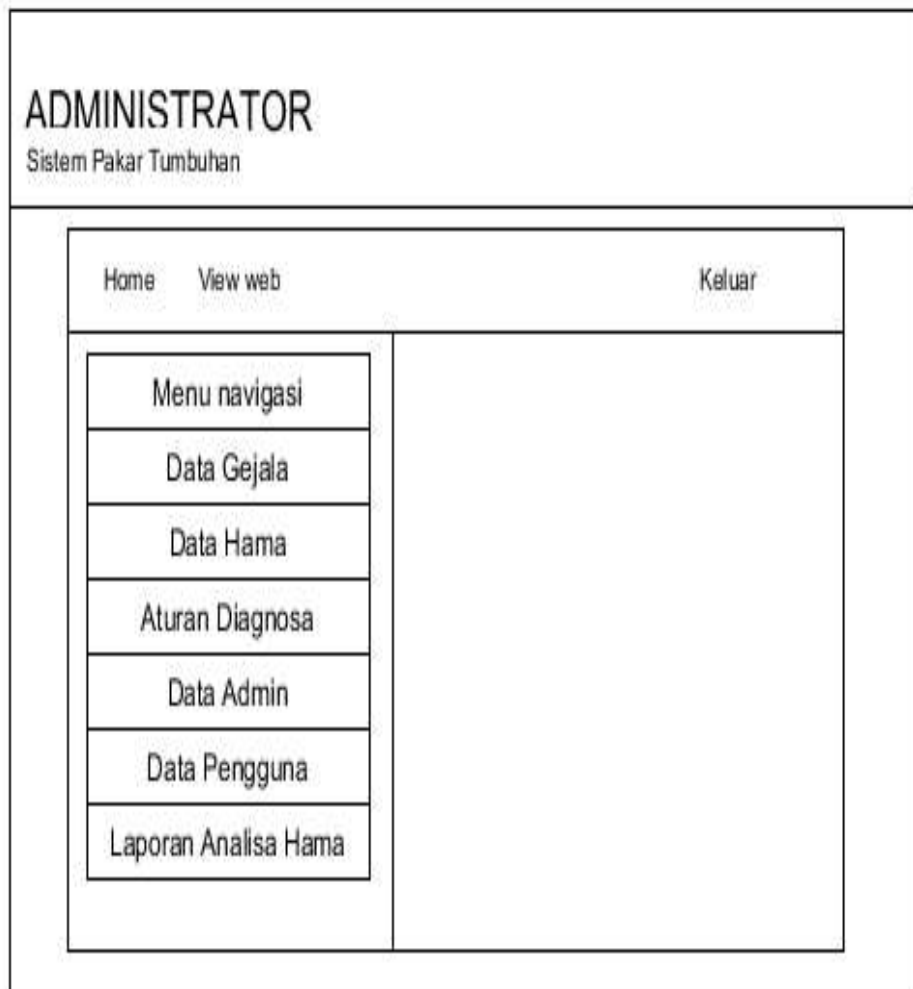 ADMINISTRATOR
Sistem Pakar Tumbuhan
Home View web Keluar
Menu navigasi
Data Gejala
Data Hama
Aturan Diagnosa
Data Admin
Data Pengguna
Laporan Analisa Hama